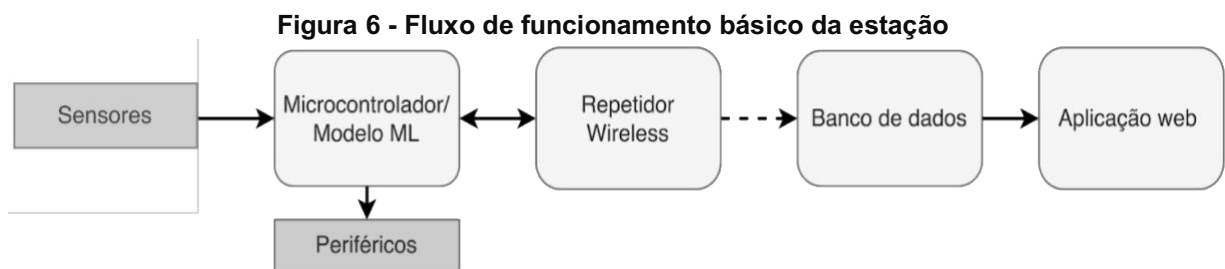 Figura 6 - Fluxo de funcionamento básico da estação
Sensores
Microcontrolador/
Modelo ML
Repetidor
Wireless
Banco de dados
Aplicação web
Periféricos